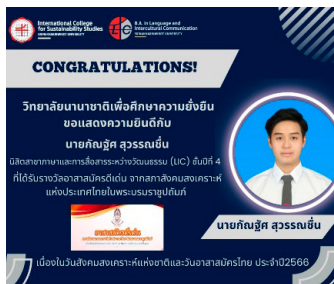 International College
for Sustainability Studies
SRINAKHARINWIROT UNIVERSITY
B.A. in Language and
Intercultural Communication
SRINAKHARINWIROT UNIVERSITY
CONGRATULATIONS!
วิทยาลัยนานาชาติเพื่อศึกษาความยั่งยืน
ขอแสดงความยินดีกับ
นายกัณฐัศ สุวรรณชื่น
นิสิตสาขาภาษาและการสื่อสารระหว่างวัฒนธรรม (LIC) ชั้นปีที่ 4
ที่ได้รับรางวัลอาสาสมัครดีเด่น จากสภาสังคมสงเคราะห์
แห่งประเทศไทยในพระบรมราชูปถัมภ์
นายกัณฐัศ สุวรรณชื่น
เนื่องในวันสังคมสงเคราะห์แห่งชาติและวันอาสาสมัครไทย ประจำปี2566